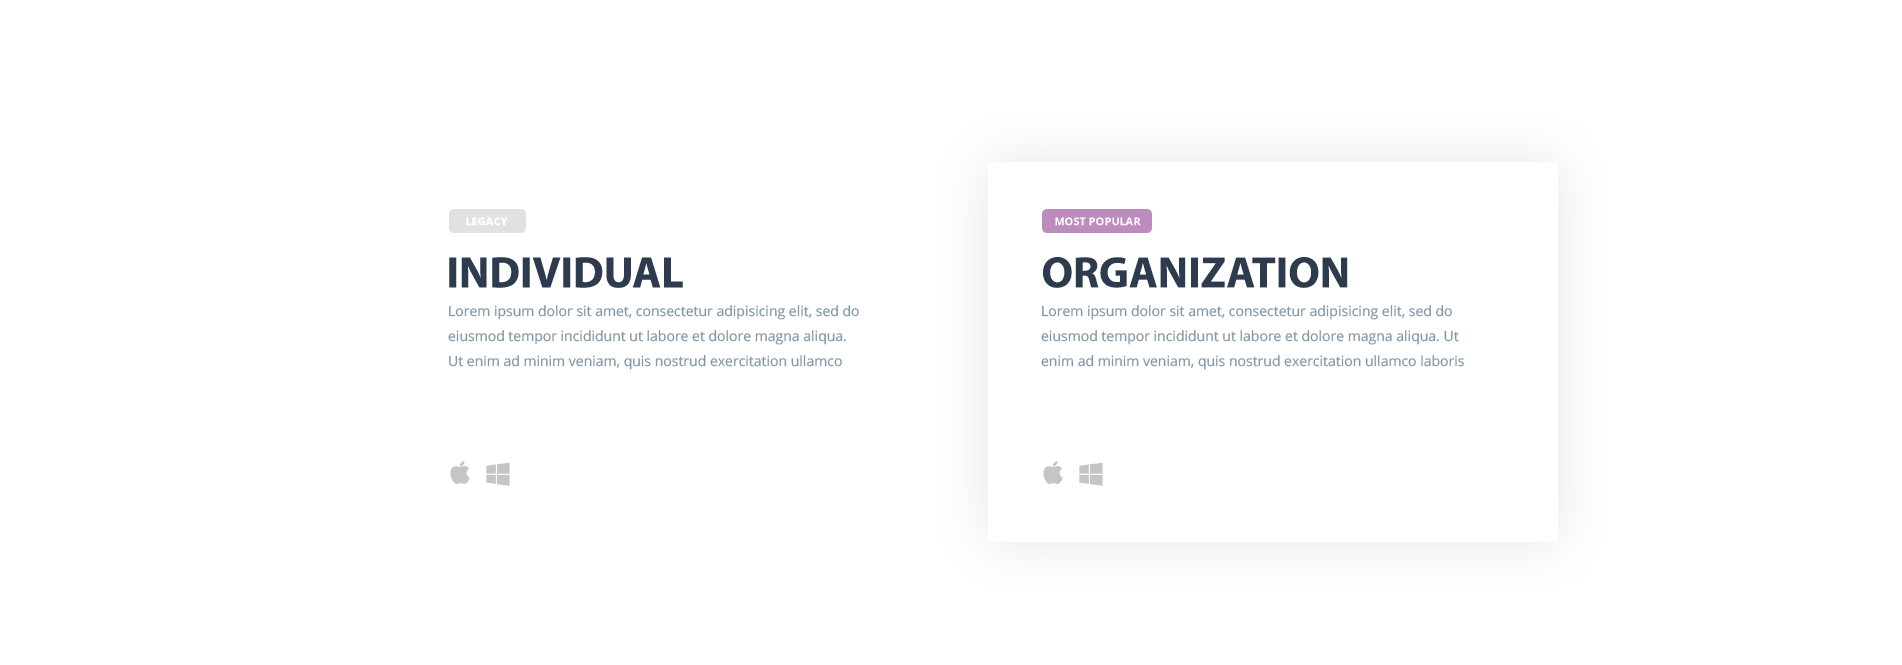 LEGACY
INDIVIDUAL
Lorem ipsum dolor sit amet, consectetur adipisicing elit, sed do
eiusmod tempor incididunt ut labore et dolore magna aliqua.
Ut enim ad minim veniam, quis nostrud exercitation ullamco
MOST POPULAR
ORGANIZATION
Lorem ipsum dolor sit amet, consectetur adipisicing elit, sed do
eiusmod tempor incididunt ut labore et dolore magna aliqua. Ut
enim ad minim veniam, quis nostrud exercitation ullamco laboris